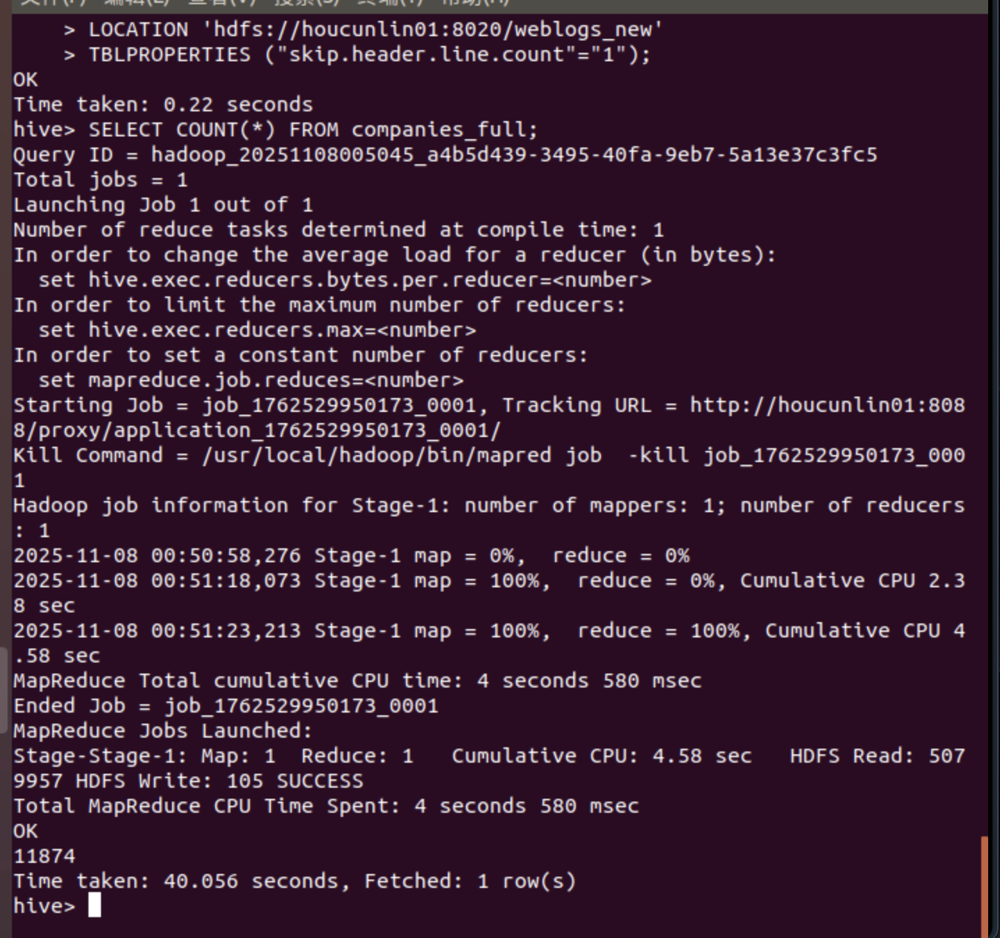 > LOCATION 'hdfs://houcunlin01:8020/weblogs_new'
    > TBLPROPERTIES ("skip.header.line.count"="1");
OK
Time taken: 0.22 seconds
hive> SELECT COUNT(*) FROM companies_full;
Query ID = hadoop_20251108005045_a4b5d439-3495-40fa-9eb7-5a13e37c3fc5
Total jobs = 1
Launching Job 1 out of 1
Number of reduce tasks determined at compile time: 1
In order to change the average load for a reducer (in bytes):
  set hive.exec.reducers.bytes.per.reducer=<number>
In order to limit the maximum number of reducers:
  set hive.exec.reducers.max=<number>
In order to set a constant number of reducers:
  set mapreduce.job.reduces=<number>
Starting Job = job_1762529950173_0001, Tracking URL = http://houcunlin01:808
8/proxy/application_1762529950173_0001/
Kill Command = /usr/local/hadoop/bin/mapred job  -kill job_1762529950173_000
1
Hadoop job information for Stage-1: number of mappers: 1; number of reducers
: 1
2025-11-08 00:50:58,276 Stage-1 map = 0%,  reduce = 0%
2025-11-08 00:51:18,073 Stage-1 map = 100%,  reduce = 0%, Cumulative CPU 2.3
8 sec
2025-11-08 00:51:23,213 Stage-1 map = 100%,  reduce = 100%, Cumulative CPU 4
.58 sec
MapReduce Total cumulative CPU time: 4 seconds 580 msec
Ended Job = job_1762529950173_0001
MapReduce Jobs Launched:
Stage-Stage-1: Map: 1  Reduce: 1   Cumulative CPU: 4.58 sec   HDFS Read: 507
9957 HDFS Write: 105 SUCCESS
Total MapReduce CPU Time Spent: 4 seconds 580 msec
OK
11874
Time taken: 40.056 seconds, Fetched: 1 row(s)
hive>